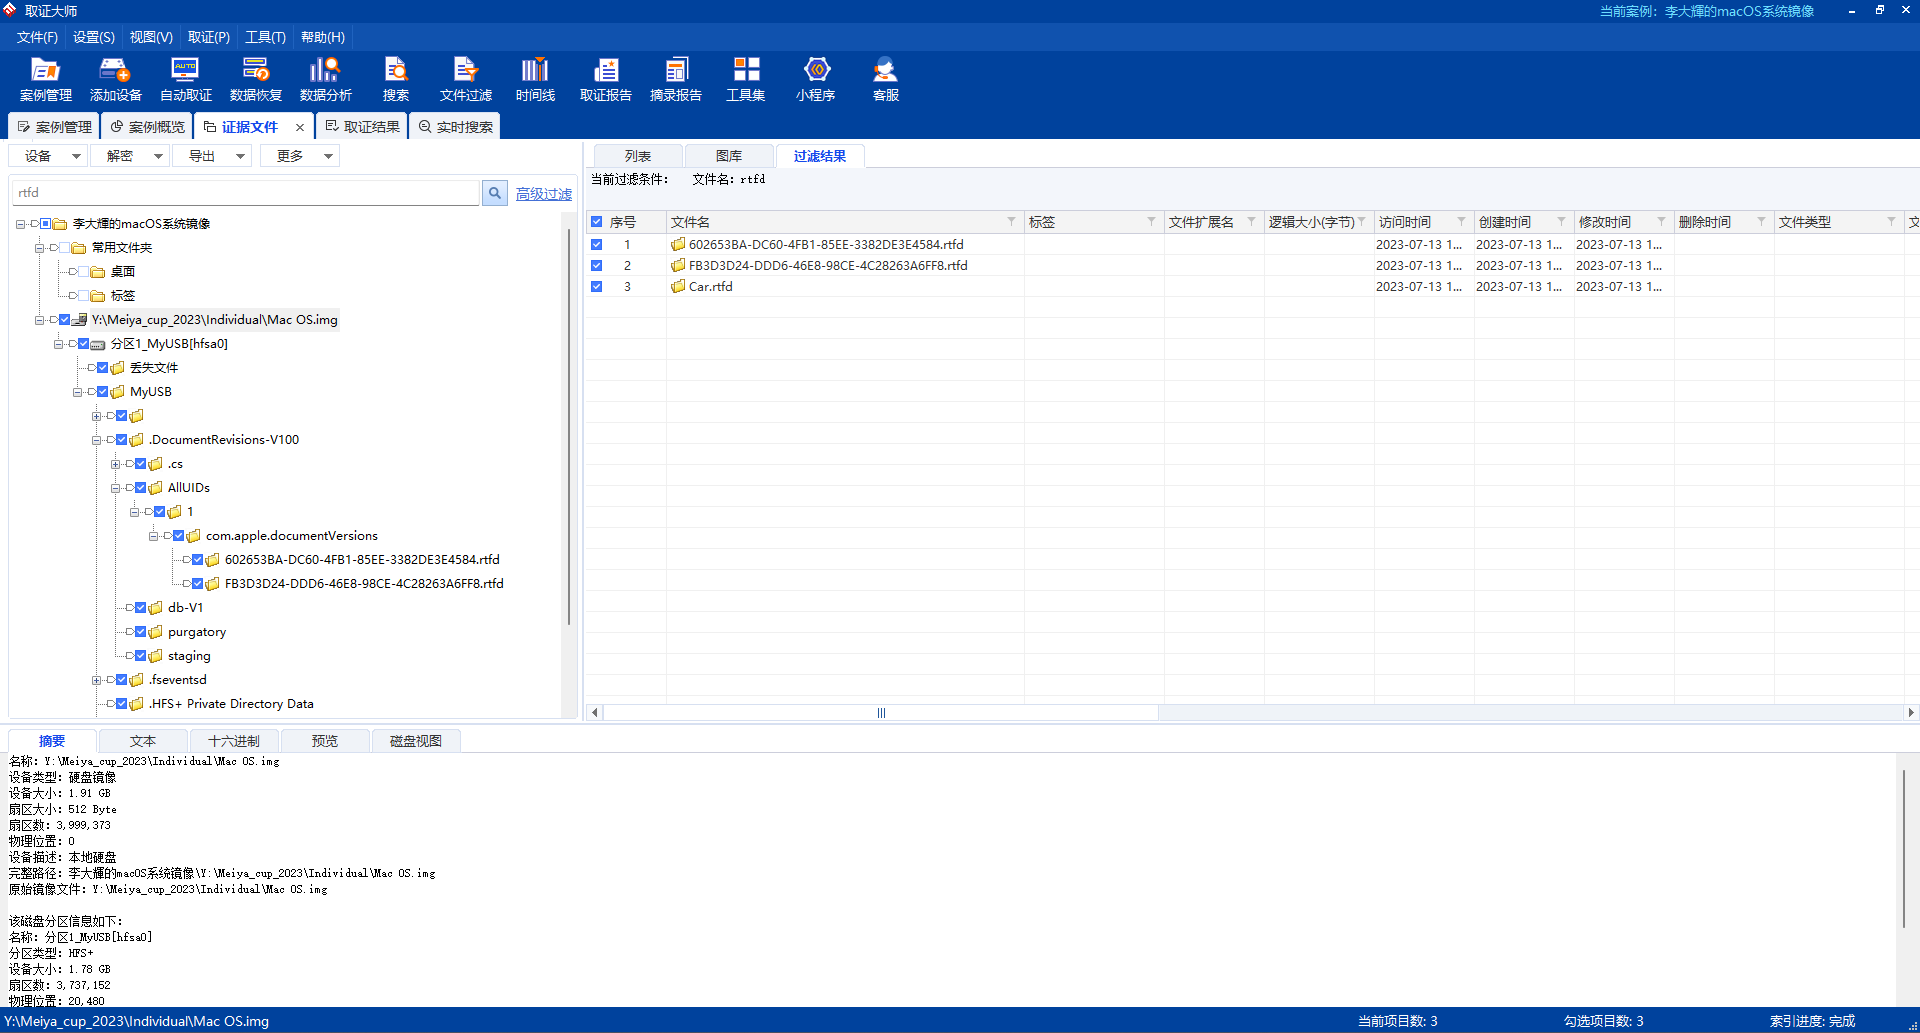 取证大师
当前案例：李大輝的macOS系统镜像
文件(F) 设置(S) 视图(V) 取证(P) 工具(T) 帮助(H)
案例管理 添加设备 自动取证 数据恢复 数据分析 搜索 文件过滤 时间线 取证报告 摘录报告 工具集 小程序 客服
案例管理 案例概览 证据文件 取证结果 实时搜索
设备 解密 导出 更多
rtfd 高级过滤
李大輝的macOS系统镜像
常用文件夹
桌面
标签
Y:\Meiya_cup_2023\Individual\Mac OS.img
分区1_MyUSB[hfsa0]
丢失文件
MyUSB
.DocumentRevisions-V100
.cs
AllUIDs
1
com.apple.documentVersions
602653BA-DC60-4FB1-85EE-3382DE3E4584.rtfd
FB3D3D24-DDD6-46E8-98CE-4C28263A6FF8.rtfd
db-V1
purgatory
staging
.fseventsd
.HFS+ Private Directory Data
列表 图库 过滤结果
当前过滤条件： 文件名：rtfd
序号 文件名 标签 文件扩展名 逻辑大小(字节) 访问时间 创建时间 修改时间 删除时间 文件类型 文
1 602653BA-DC60-4FB1-85EE-3382DE3E4584.rtfd 2023-07-13 1... 2023-07-13 1... 2023-07-13 1...
2 FB3D3D24-DDD6-46E8-98CE-4C28263A6FF8.rtfd 2023-07-13 1... 2023-07-13 1... 2023-07-13 1...
3 Car.rtfd 2023-07-13 1... 2023-07-13 1... 2023-07-13 1...
摘要 文本 十六进制 预览 磁盘视图
名称：Y:\Meiya_cup_2023\Individual\Mac OS.img
设备类型：硬盘镜像
设备大小：1.91 GB
扇区大小：512 Byte
扇区数：3,999,373
物理位置：0
设备描述：本地硬盘
完整路径：李大輝的macOS系统镜像\Y:\Meiya_cup_2023\Individual\Mac OS.img
原始镜像文件：Y:\Meiya_cup_2023\Individual\Mac OS.img
该磁盘分区信息如下：
名称：分区1_MyUSB[hfsa0]
分区类型：HFS+
设备大小：1.78 GB
扇区数：3,737,152
物理位置：20,480
Y:\Meiya_cup_2023\Individual\Mac OS.img 当前项目数: 3 勾选项目数: 3 索引进度: 完成